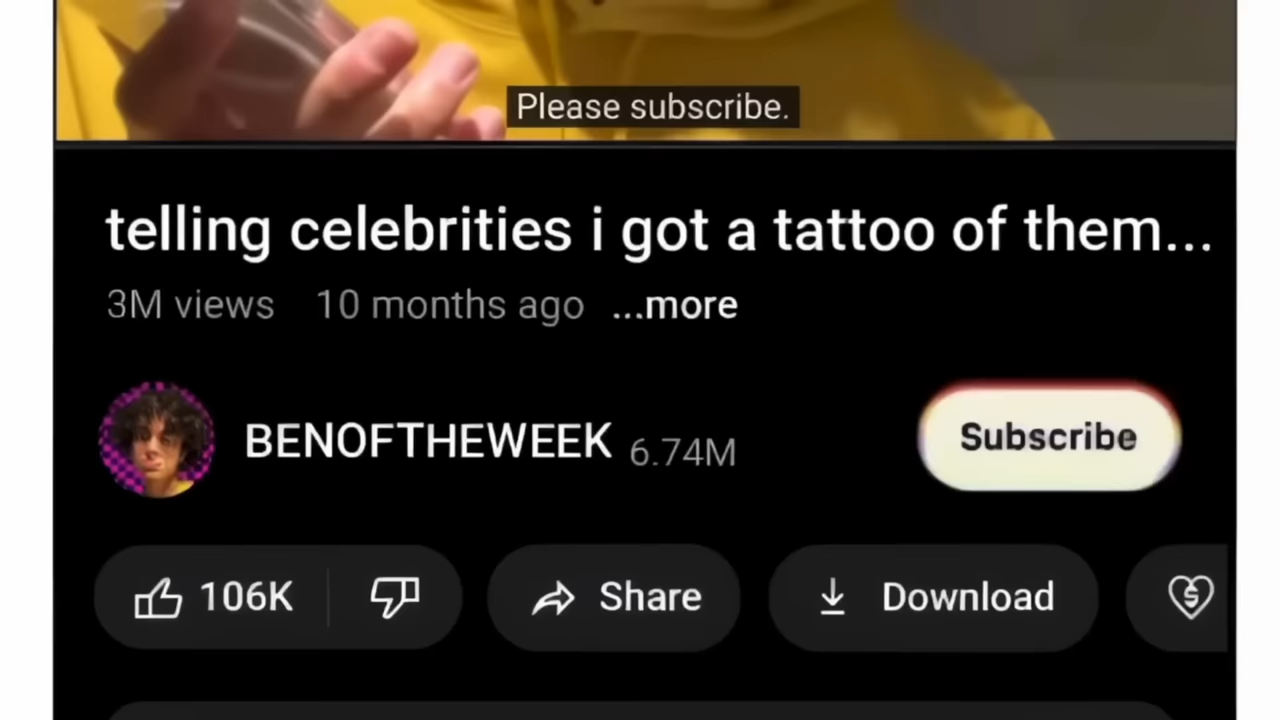 Please subscribe.
telling celebrities i got a tattoo of them...
3M views 10 months ago ...more
BENOFTHEWEEK 6.74M Subscribe
106K Share Download